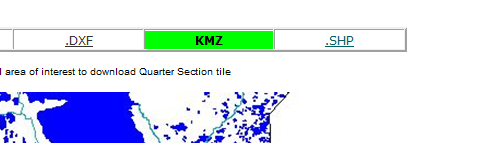 .DXF KMZ .SHP
area of interest to download Quarter Section tile